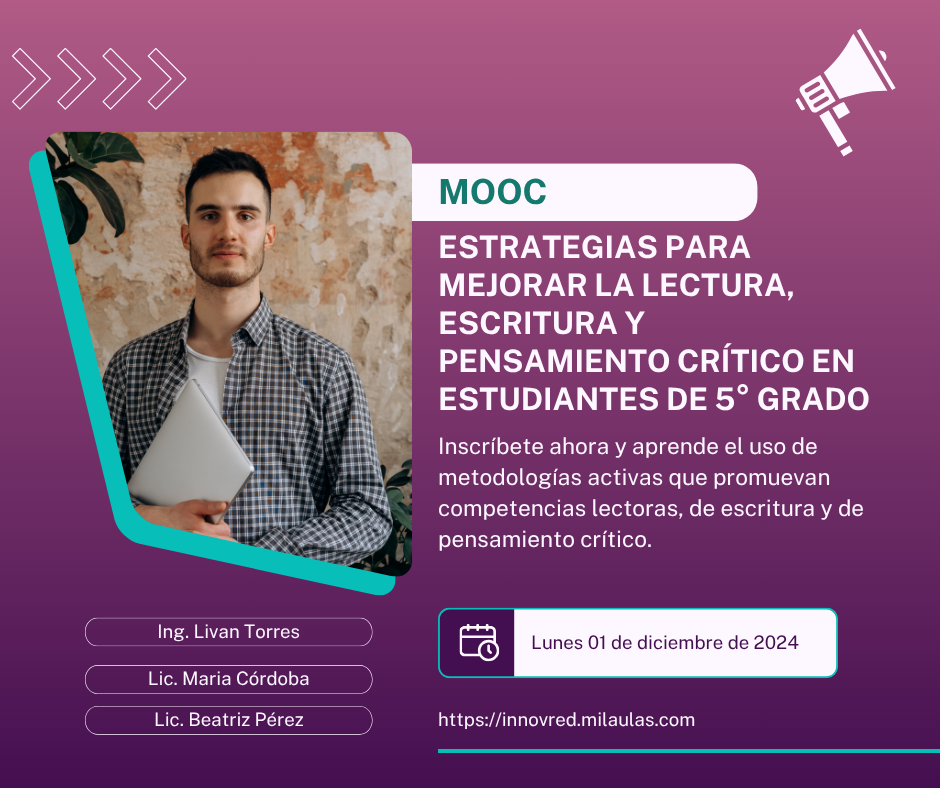 MOOC
ESTRATEGIAS PARA
MEJORAR LA LECTURA,
ESCRITURA Y
PENSAMIENTO CRÍTICO EN
ESTUDIANTES DE 5° GRADO
Inscríbete ahora y aprende el uso de
metodologías activas que promuevan
competencias lectoras, de escritura y de
pensamiento crítico.
Ing. Livan Torres
Lic. Maria Córdoba
Lic. Beatriz Pérez
Lunes 01 de diciembre de 2024
https://innovred.milaulas.com